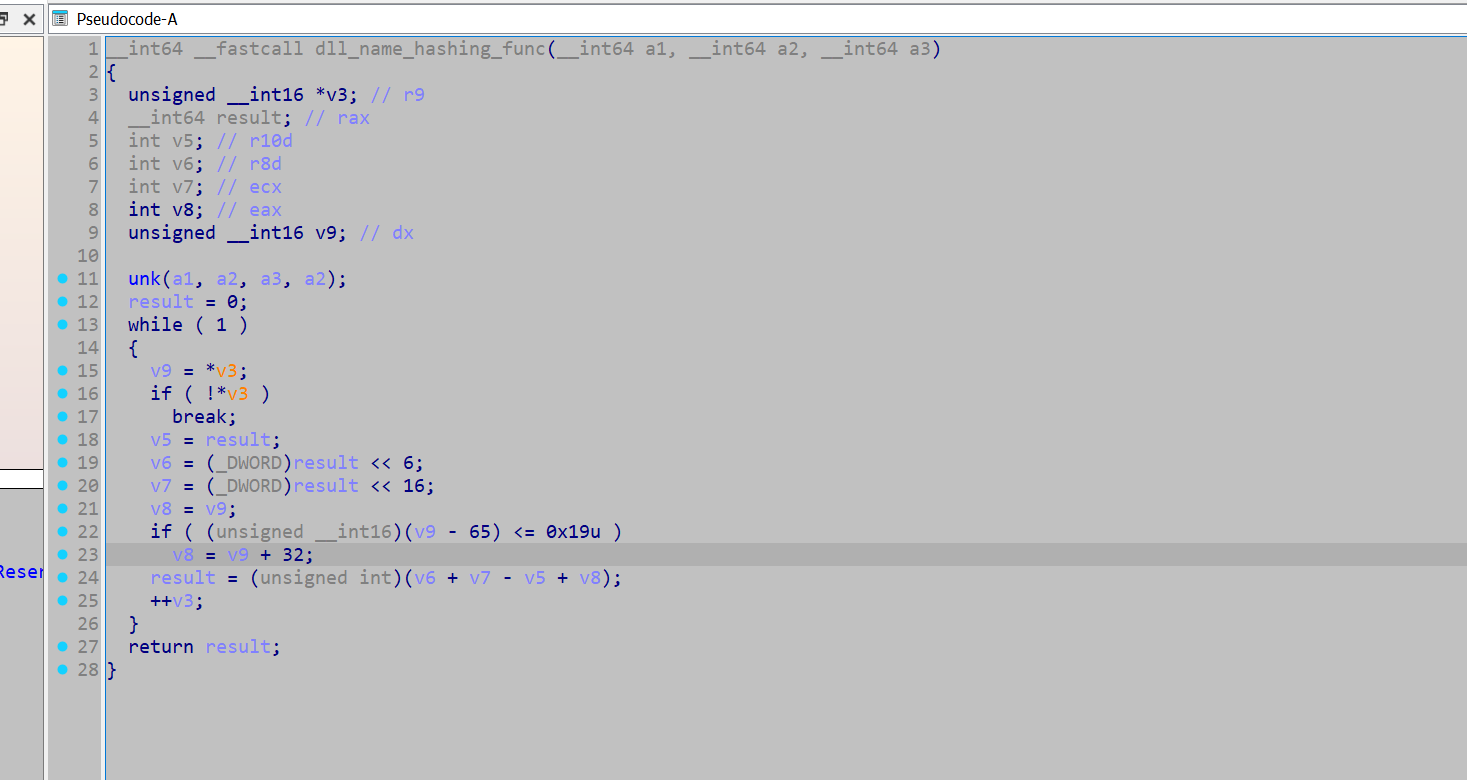 Pseudocode-A
1 __int64 __fastcall dll_name_hashing_func(__int64 a1, __int64 a2, __int64 a3)
2 {
3 unsigned __int16 *v3; // r9
4 __int64 result; // rax
5 int v5; // r10d
6 int v6; // r8d
7 int v7; // ecx
8 int v8; // eax
9 unsigned __int16 v9; // dx
10
11 unk(a1, a2, a3, a2);
12 result = 0;
13 while ( 1 )
14 {
15 v9 = *v3;
16 if ( !*v3 )
17 break;
18 v5 = result;
19 v6 = (_DWORD)result << 6;
20 v7 = (_DWORD)result << 16;
21 v8 = v9;
22 if ( (unsigned __int16)(v9 - 65) <= 0x19u )
23 v8 = v9 + 32;
24 result = (unsigned int)(v6 + v7 - v5 + v8);
25 ++v3;
26 }
27 return result;
28 }
Reser